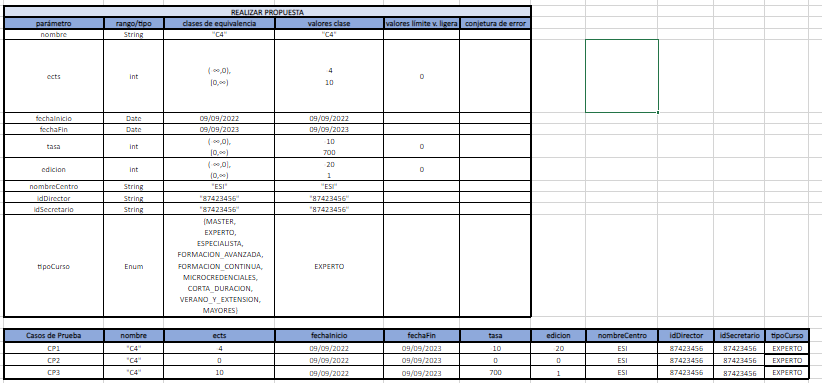 REALIZAR PROPUESTA
parámetro rango/tipo clases de equivalencia valores clase valores límite v. ligera conjetura de error
nombre String "C4" "C4"
ects int (-∞,0), 4 0
(0,∞) 10
fechaInicio Date 09/09/2022 09/09/2022
fechaFin Date 09/09/2023 09/09/2023
tasa int (-∞,0), 10 0
(0,∞) 700
edicion int (-∞,0), 20 0
(0,∞) 1
nombreCentro String "ESI" "ESI"
idDirector String "87423456" "87423456"
idSecretario String "87423456" "87423456"
tipoCurso Enum (MASTER, EXPERTO
EXPERTO,
ESPECIALISTA,
FORMACION_AVANZADA,
FORMACION_CONTINUA,
MICROCREDENCIALES,
CORTA_DURACION,
VERANO_Y_EXTENSION,
MAYORES)
Casos de Prueba nombre ects fechaInicio fechaFin tasa edicion nombreCentro idDirector idSecretario tipoCurso
CP1 "C4" 4 09/09/2022 09/09/2023 10 20 ESI 87423456 87423456 EXPERTO
CP2 "C4" 0 09/09/2022 09/09/2023 0 0 ESI 87423456 87423456 EXPERTO
CP3 "C4" 10 09/09/2022 09/09/2023 700 1 ESI 87423456 87423456 EXPERTO